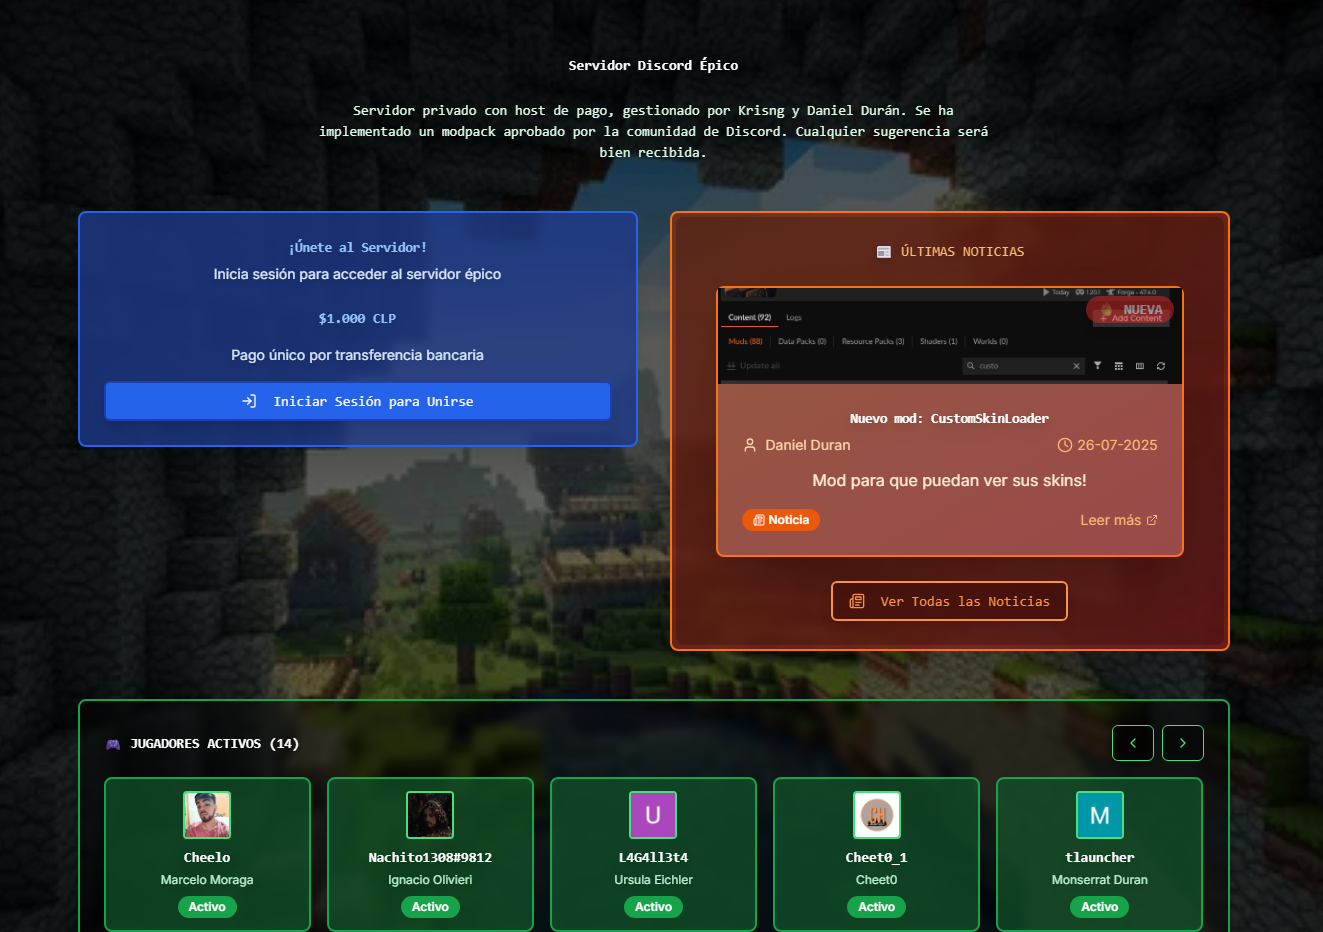 Servidor Discord Épico
Servidor privado con host de pago, gestionado por Krisng y Daniel Durán. Se ha
implementado un modpack aprobado por la comunidad de Discord. Cualquier sugerencia será
bien recibida.
¡Únete al Servidor!
Inicia sesión para acceder al servidor épico
$1.000 CLP
Pago único por transferencia bancaria
Iniciar Sesión para Unirse
ÚLTIMAS NOTICIAS
Today 1.20.1 Forge - 47.4.0
NUEVA
Content (92) Logs
+ Add Content
Mods (88) Data Packs (0) Resource Packs (3) Shaders (1) Worlds (0)
Update all
custo
Nuevo mod: CustomSkinLoader
Daniel Duran 26-07-2025
Mod para que puedan ver sus skins!
Noticia Leer más
Ver Todas las Noticias
JUGADORES ACTIVOS (14)
U CH M
Cheelo Nachito1308#9812 L4G4ll3t4 Cheet0_1 tlauncher
Marcelo Moraga Ignacio Olivieri Ursula Eichler Cheet0 Monserrat Duran
Activo Activo Activo Activo Activo